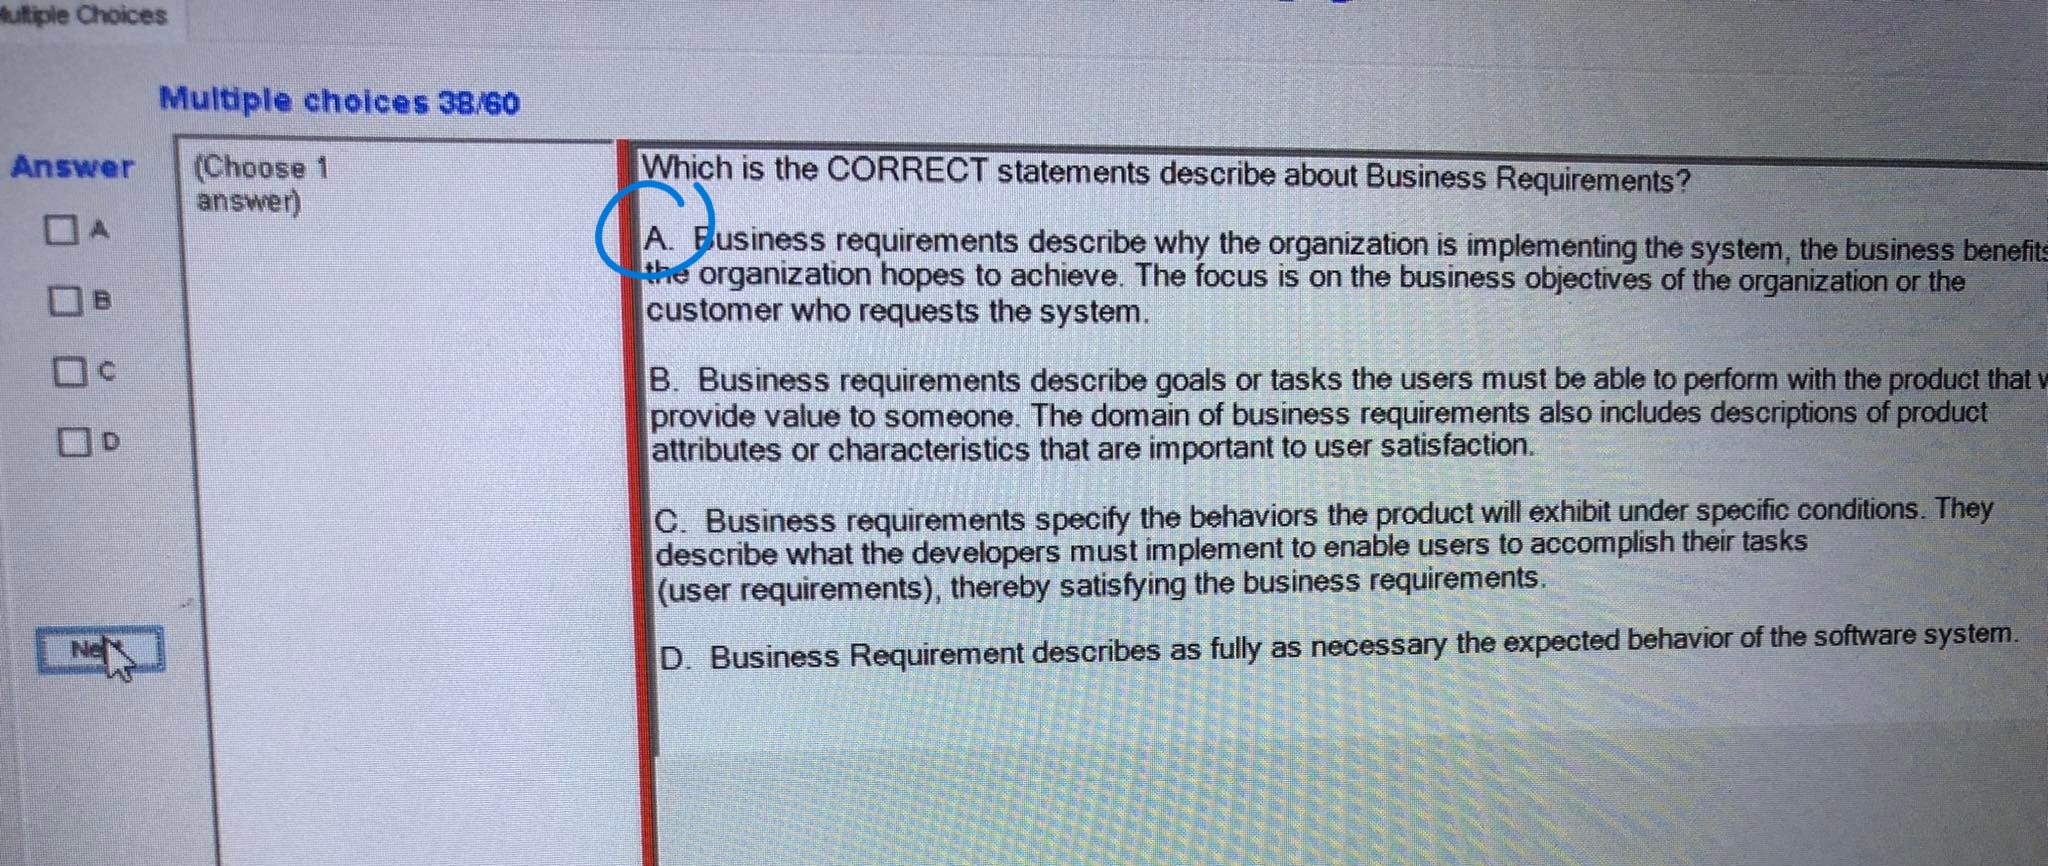 Multiple Choices
Multiple choices 38/60
Answer
(Choose 1
answer)
A
B
C
D
Which is the CORRECT statements describe about Business Requirements?
A. Business requirements describe why the organization is implementing the system, the business benefits
the organization hopes to achieve. The focus is on the business objectives of the organization or the
customer who requests the system.
B. Business requirements describe goals or tasks the users must be able to perform with the product that
provide value to someone. The domain of business requirements also includes descriptions of product
attributes or characteristics that are important to user satisfaction.
C. Business requirements specify the behaviors the product will exhibit under specific conditions. They
describe what the developers must implement to enable users to accomplish their tasks
(user requirements), thereby satisfying the business requirements.
D. Business Requirement describes as fully as necessary the expected behavior of the software system.
Next